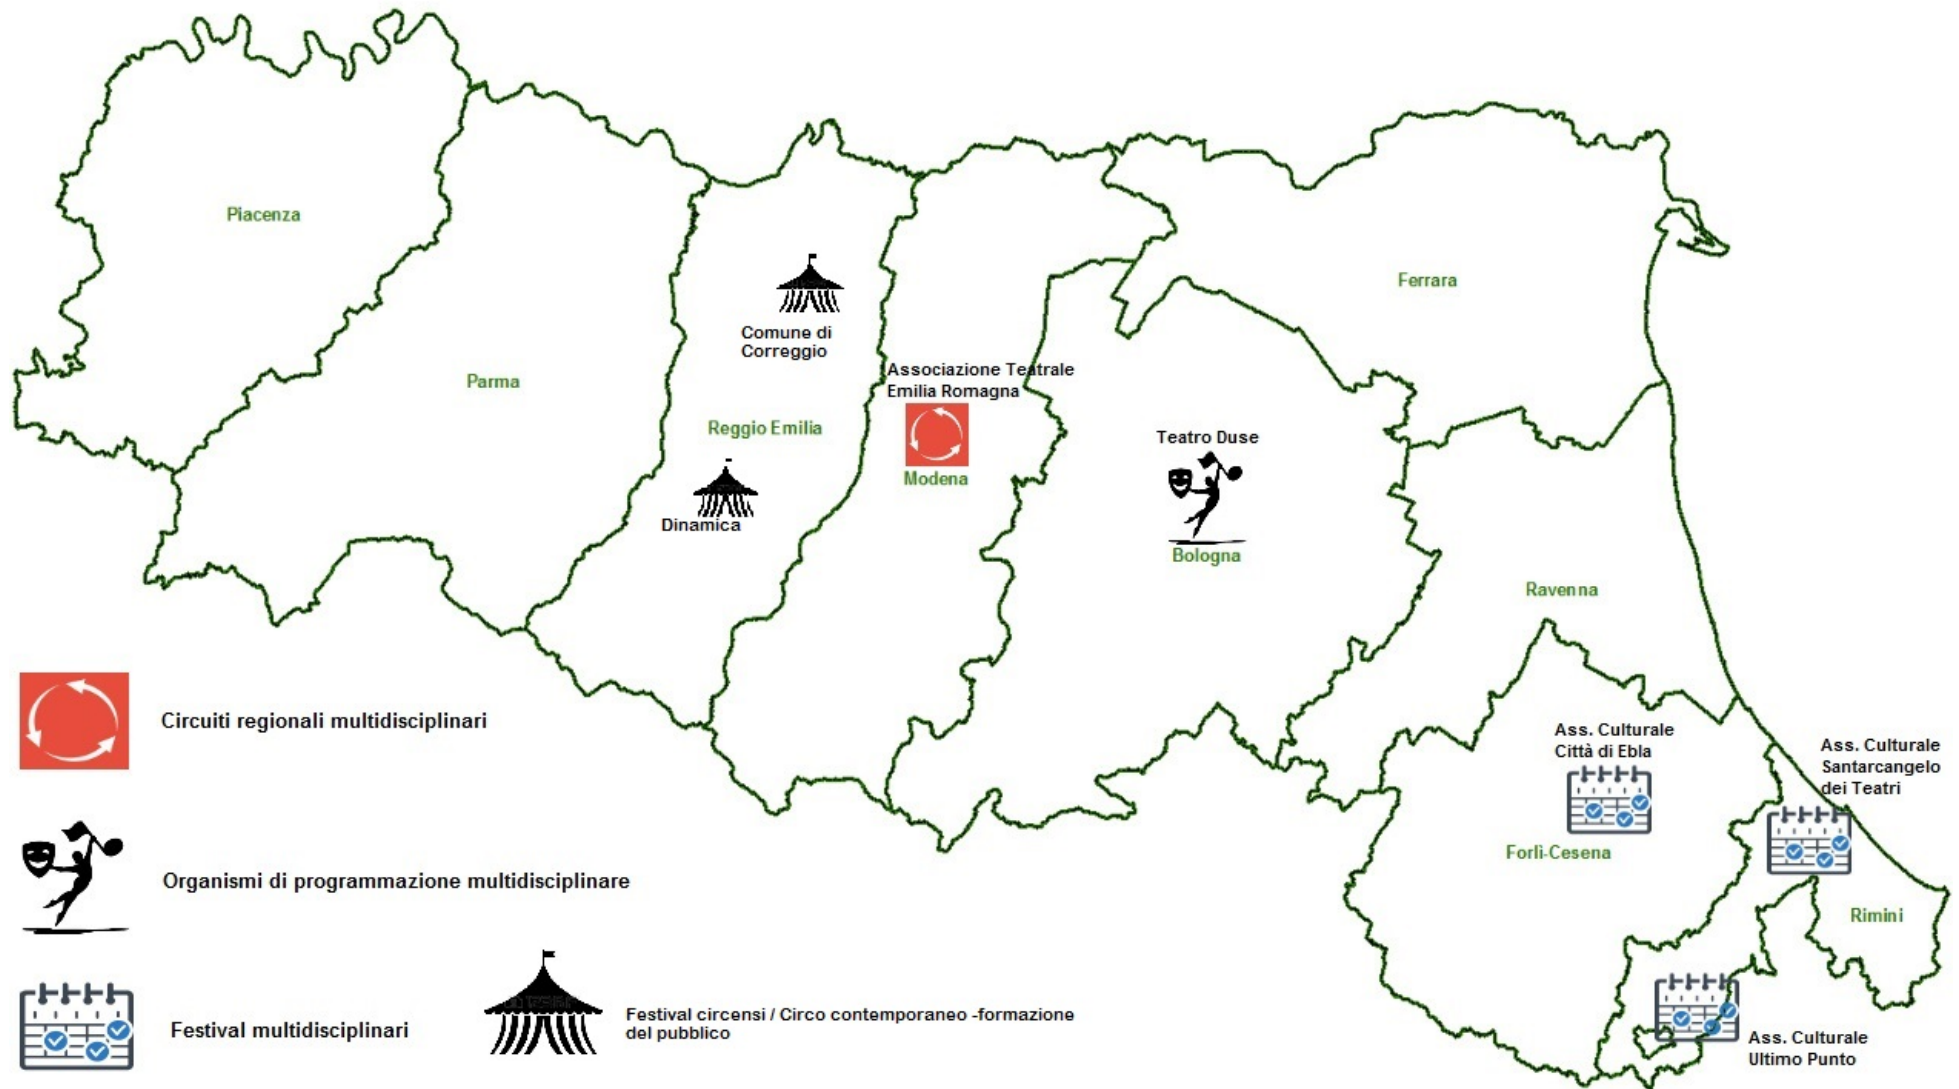 Piacenza
Ferrara
Comune di
Correggio
Associazione Teatrale
Emilia Romagna
Parma
Reggio Emilia
Teatro Duse
Modena
Dinamica
Bologna
Ravenna
Circuiti regionali multidisciplinari
Ass. Culturale
Città di Ebla
Ass. Culturale
Santarcangelo
dei Teatri
Forlì-Cesena
Organismi di programmazione multidisciplinare
Rimini
Festival multidisciplinari
Festival circensi / Circo contemporaneo -formazione
del pubblico
Ass. Culturale
Ultimo Punto